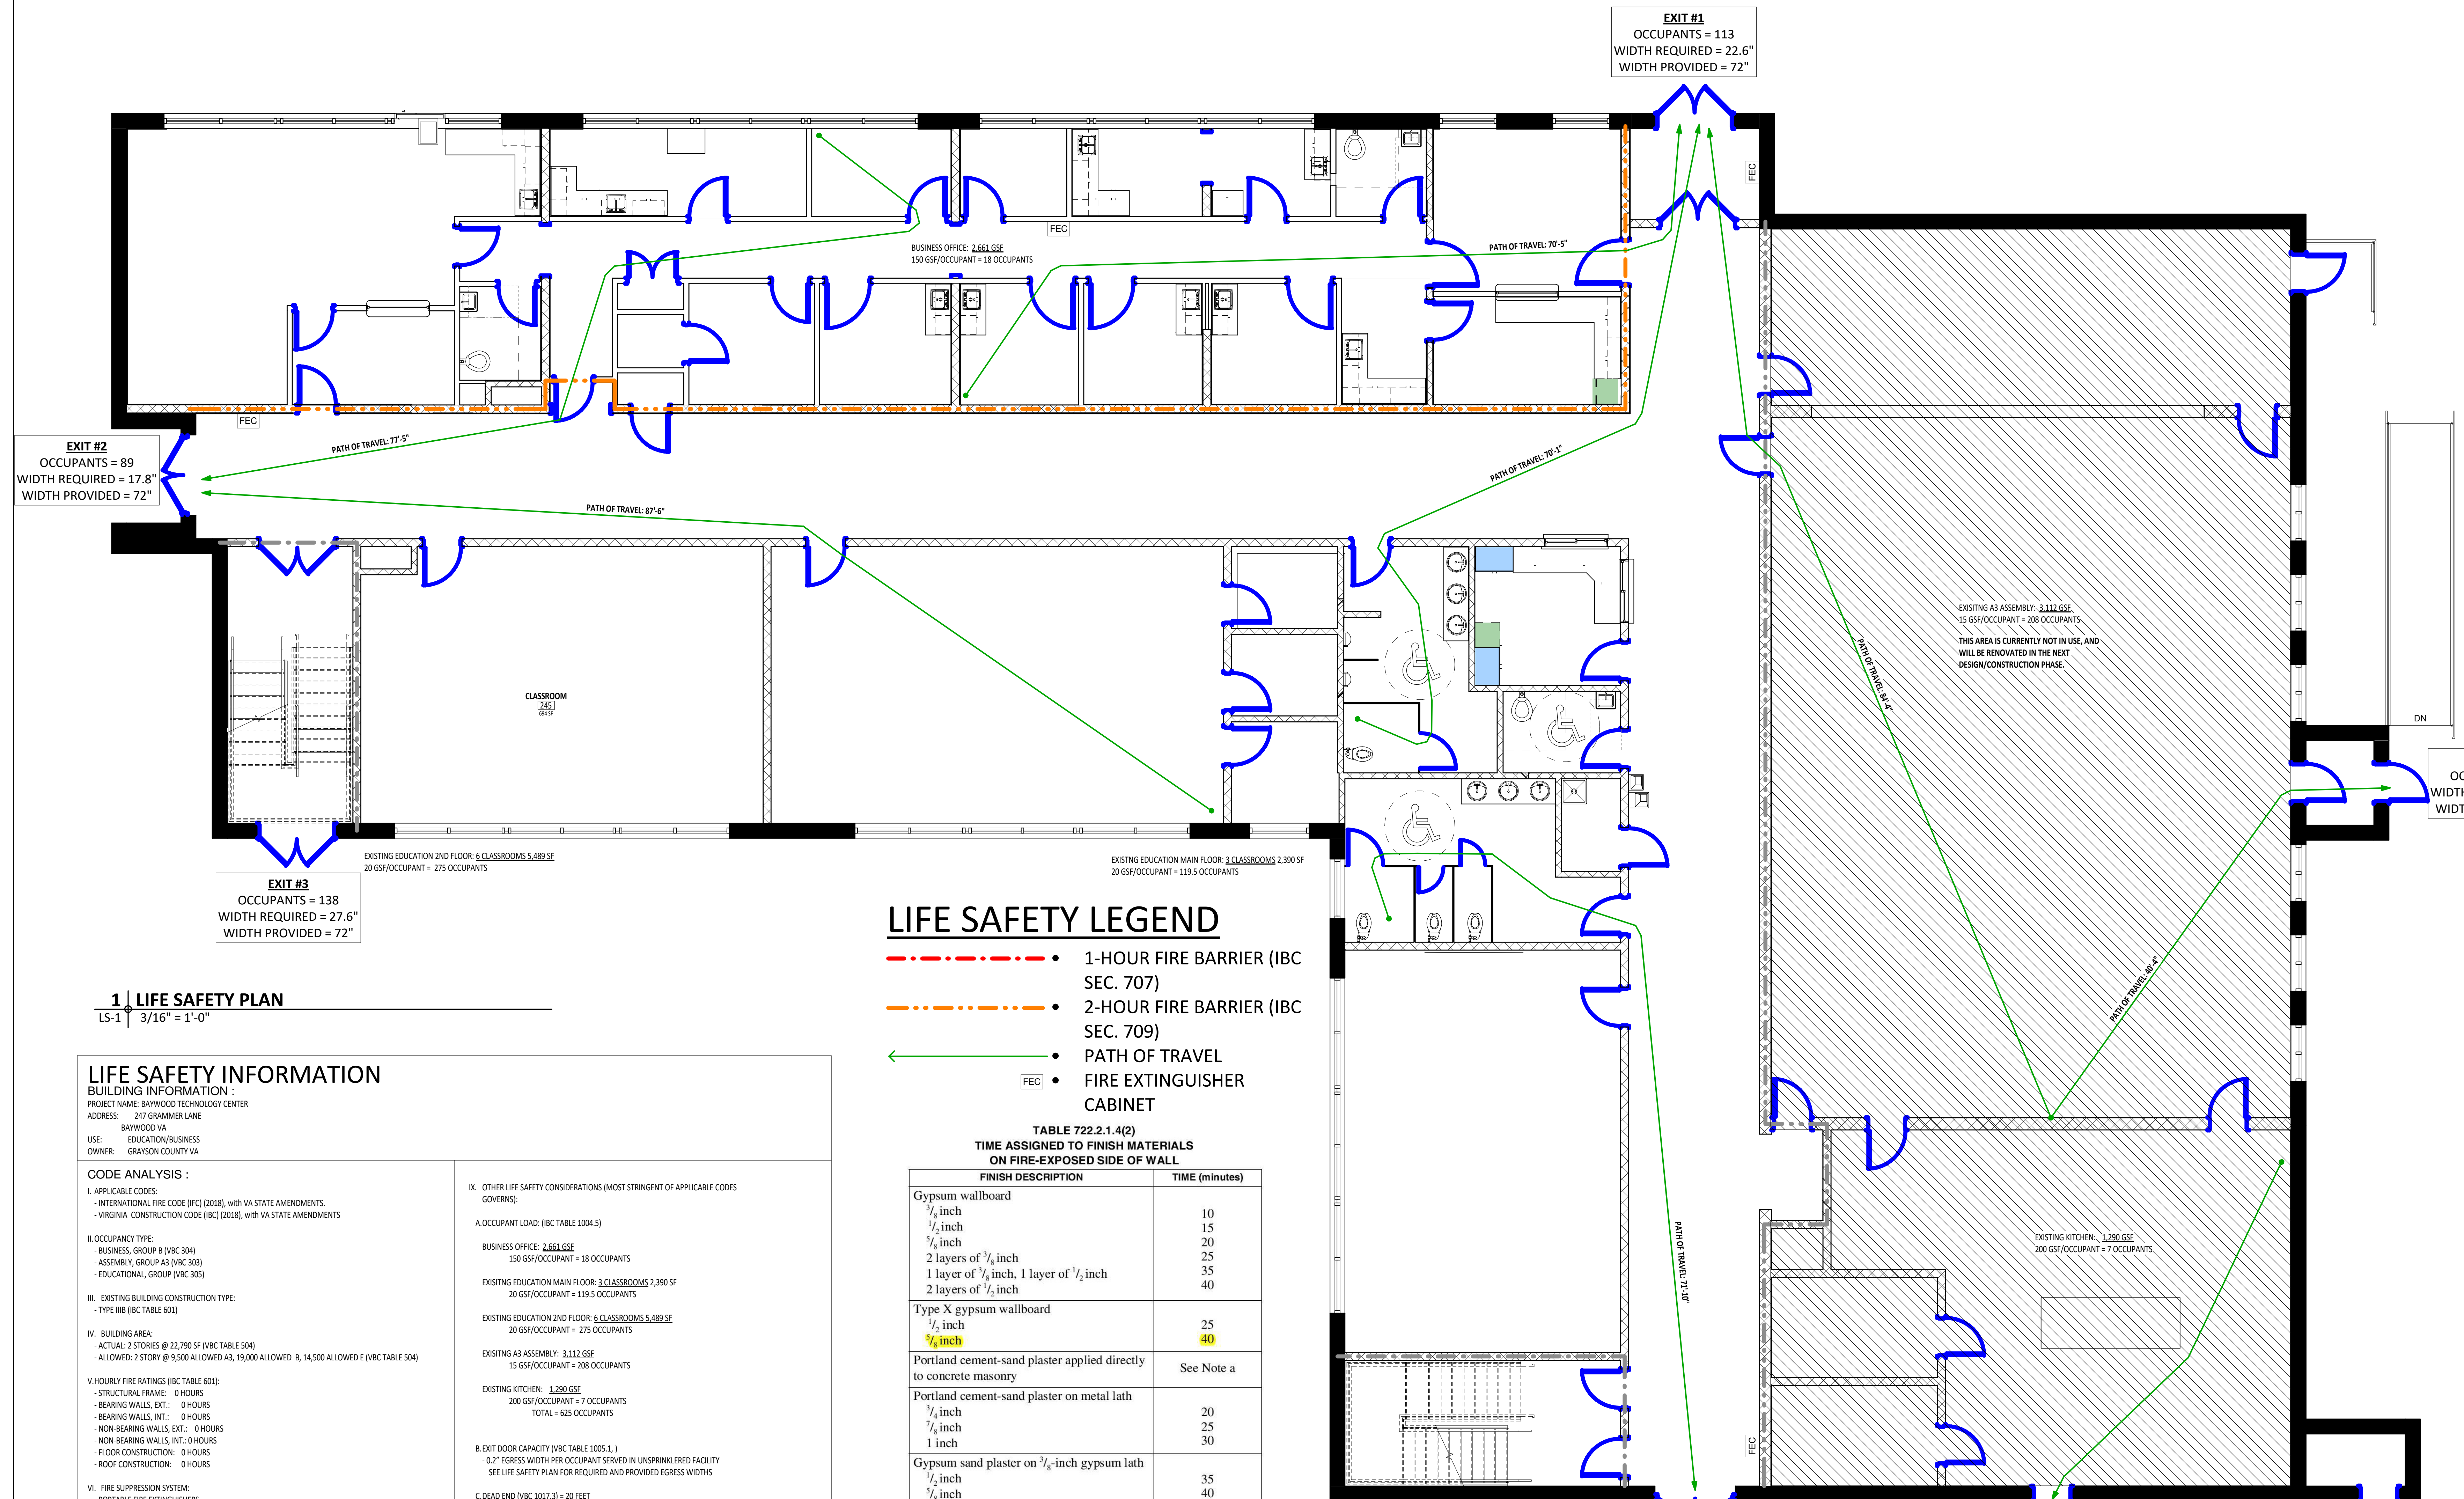 EXIT #1
OCCUPANTS = 113
WIDTH REQUIRED = 22.6"
WIDTH PROVIDED = 72"
FEC
FEC
BUSINESS OFFICE: 2,661 GSF
150 GSF/OCCUPANT = 18 OCCUPANTS
PATH OF TRAVEL: 70'-5"
FEC
EXIT #2
OCCUPANTS = 89
WIDTH REQUIRED = 17.8"
WIDTH PROVIDED = 72"
PATH OF TRAVEL: 77'-5"
PATH OF TRAVEL: 70'-1"
PATH OF TRAVEL: 87'-6"
EXISITNG A3 ASSEMBLY: 3,112 GSF
15 GSF/OCCUPANT = 208 OCCUPANTS
THIS AREA IS CURRENTLY NOT IN USE, AND
WILL BE RENOVATED IN THE NEXT
DESIGN/CONSTRUCTION PHASE.
PATH OF TRAVEL: 84'-4"
CLASSROOM
245
694 SF
DN
OC
WIDTH
WIDT
EXISTING EDUCATION 2ND FLOOR: 6 CLASSROOMS 5,489 SF
20 GSF/OCCUPANT = 275 OCCUPANTS
EXISTNG EDUCATION MAIN FLOOR: 3 CLASSROOMS 2,390 SF
20 GSF/OCCUPANT = 119.5 OCCUPANTS
EXIT #3
OCCUPANTS = 138
WIDTH REQUIRED = 27.6"
WIDTH PROVIDED = 72"
PATH OF TRAVEL: 40'-4"
1 LIFE SAFETY PLAN
LS-1 3/16" = 1'-0"
LIFE SAFETY LEGEND
• 1-HOUR FIRE BARRIER (IBC
SEC. 707)
• 2-HOUR FIRE BARRIER (IBC
SEC. 709)
• PATH OF TRAVEL
FEC • FIRE EXTINGUISHER
CABINET
LIFE SAFETY INFORMATION
BUILDING INFORMATION :
PROJECT NAME: BAYWOOD TECHNOLOGY CENTER
ADDRESS: 247 GRAMMER LANE
BAYWOOD VA
USE: EDUCATION/BUSINESS
OWNER: GRAYSON COUNTY VA
CODE ANALYSIS :
I. APPLICABLE CODES:
- INTERNATIONAL FIRE CODE (IFC) (2018), with VA STATE AMENDMENTS.
- VIRGINIA CONSTRUCTION CODE (IBC) (2018), with VA STATE AMENDMENTS
II. OCCUPANCY TYPE:
- BUSINESS, GROUP B (VBC 304)
- ASSEMBLY, GROUP A3 (VBC 303)
- EDUCATIONAL, GROUP (VBC 305)
III. EXISTING BUILDING CONSTRUCTION TYPE:
- TYPE IIIB (IBC TABLE 601)
IV. BUILDING AREA:
- ACTUAL: 2 STORIES @ 22,790 SF (VBC TABLE 504)
- ALLOWED: 2 STORY @ 9,500 ALLOWED A3, 19,000 ALLOWED B, 14,500 ALLOWED E (VBC TABLE 504)
V. HOURLY FIRE RATINGS (IBC TABLE 601):
- STRUCTURAL FRAME: 0 HOURS
- BEARING WALLS, EXT.: 0 HOURS
- BEARING WALLS, INT.: 0 HOURS
- NON-BEARING WALLS, EXT.: 0 HOURS
- NON-BEARING WALLS, INT.: 0 HOURS
- FLOOR CONSTRUCTION: 0 HOURS
- ROOF CONSTRUCTION: 0 HOURS
VI. FIRE SUPPRESSION SYSTEM:
- PORTABLE FIRE EXTINGUISHERS
IX. OTHER LIFE SAFETY CONSIDERATIONS (MOST STRINGENT OF APPLICABLE CODES
GOVERNS):
A. OCCUPANT LOAD: (IBC TABLE 1004.5)
BUSINESS OFFICE: 2,661 GSF
150 GSF/OCCUPANT = 18 OCCUPANTS
EXISITNG EDUCATION MAIN FLOOR: 3 CLASSROOMS 2,390 SF
20 GSF/OCCUPANT = 119.5 OCCUPANTS
EXISTING EDUCATION 2ND FLOOR: 6 CLASSROOMS 5,489 SF
20 GSF/OCCUPANT = 275 OCCUPANTS
EXISITNG A3 ASSEMBLY: 3,112 GSF
15 GSF/OCCUPANT = 208 OCCUPANTS
EXISTING KITCHEN: 1,290 GSF
200 GSF/OCCUPANT = 7 OCCUPANTS
TOTAL = 625 OCCUPANTS
B. EXIT DOOR CAPACITY (VBC TABLE 1005.1, )
- 0.2" EGRESS WIDTH PER OCCUPANT SERVED IN UNSPRINKLERED FACILITY
SEE LIFE SAFETY PLAN FOR REQUIRED AND PROVIDED EGRESS WIDTHS
C. DEAD END (VBC 1017.3) = 20 FEET
TABLE 722.2.1.4(2)
TIME ASSIGNED TO FINISH MATERIALS
ON FIRE-EXPOSED SIDE OF WALL
FINISH DESCRIPTION TIME (minutes)
Gypsum wallboard
3/8 inch 10
1/2 inch 15
5/8 inch 20
2 layers of 3/8 inch 25
1 layer of 3/8 inch, 1 layer of 1/2 inch 35
2 layers of 1/2 inch 40
Type X gypsum wallboard
1/2 inch 25
5/8 inch 40
Portland cement-sand plaster applied directly
to concrete masonry See Note a
Portland cement-sand plaster on metal lath
3/4 inch 20
7/8 inch 25
1 inch 30
Gypsum sand plaster on 3/8-inch gypsum lath
1/2 inch 35
5/8 inch 40
PATH OF TRAVEL: 71'-10"
EXISTING KITCHEN: 1,290 GSF
200 GSF/OCCUPANT = 7 OCCUPANTS
FEC